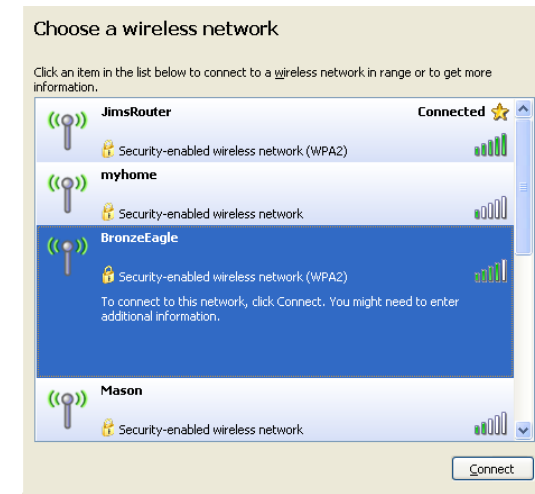 Choose a wireless network
Click an item in the list below to connect to a wireless network in range or to get more
information.
JimsRouter Connected
Security-enabled wireless network (WPA2)
myhome
Security-enabled wireless network
BronzeEagle
Security-enabled wireless network (WPA2)
To connect to this network, click Connect. You might need to enter
additional information.
Mason
Security-enabled wireless network
Connect